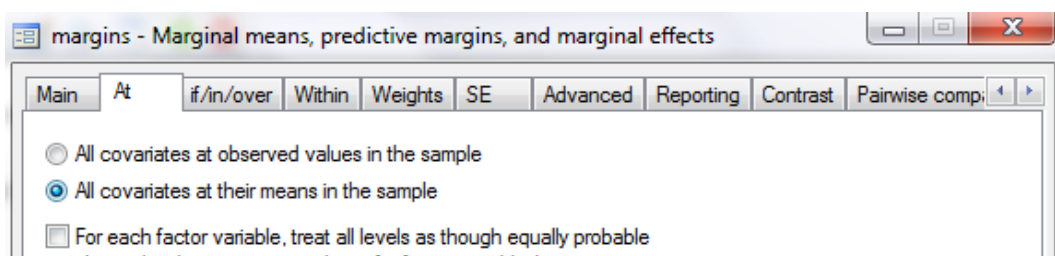 margins - Marginal means, predictive margins, and marginal effects
Main At if/in/over Within Weights SE Advanced Reporting Contrast Pairwise comp
All covariates at observed values in the sample
All covariates at their means in the sample
For each factor variable, treat all levels as though equally probable